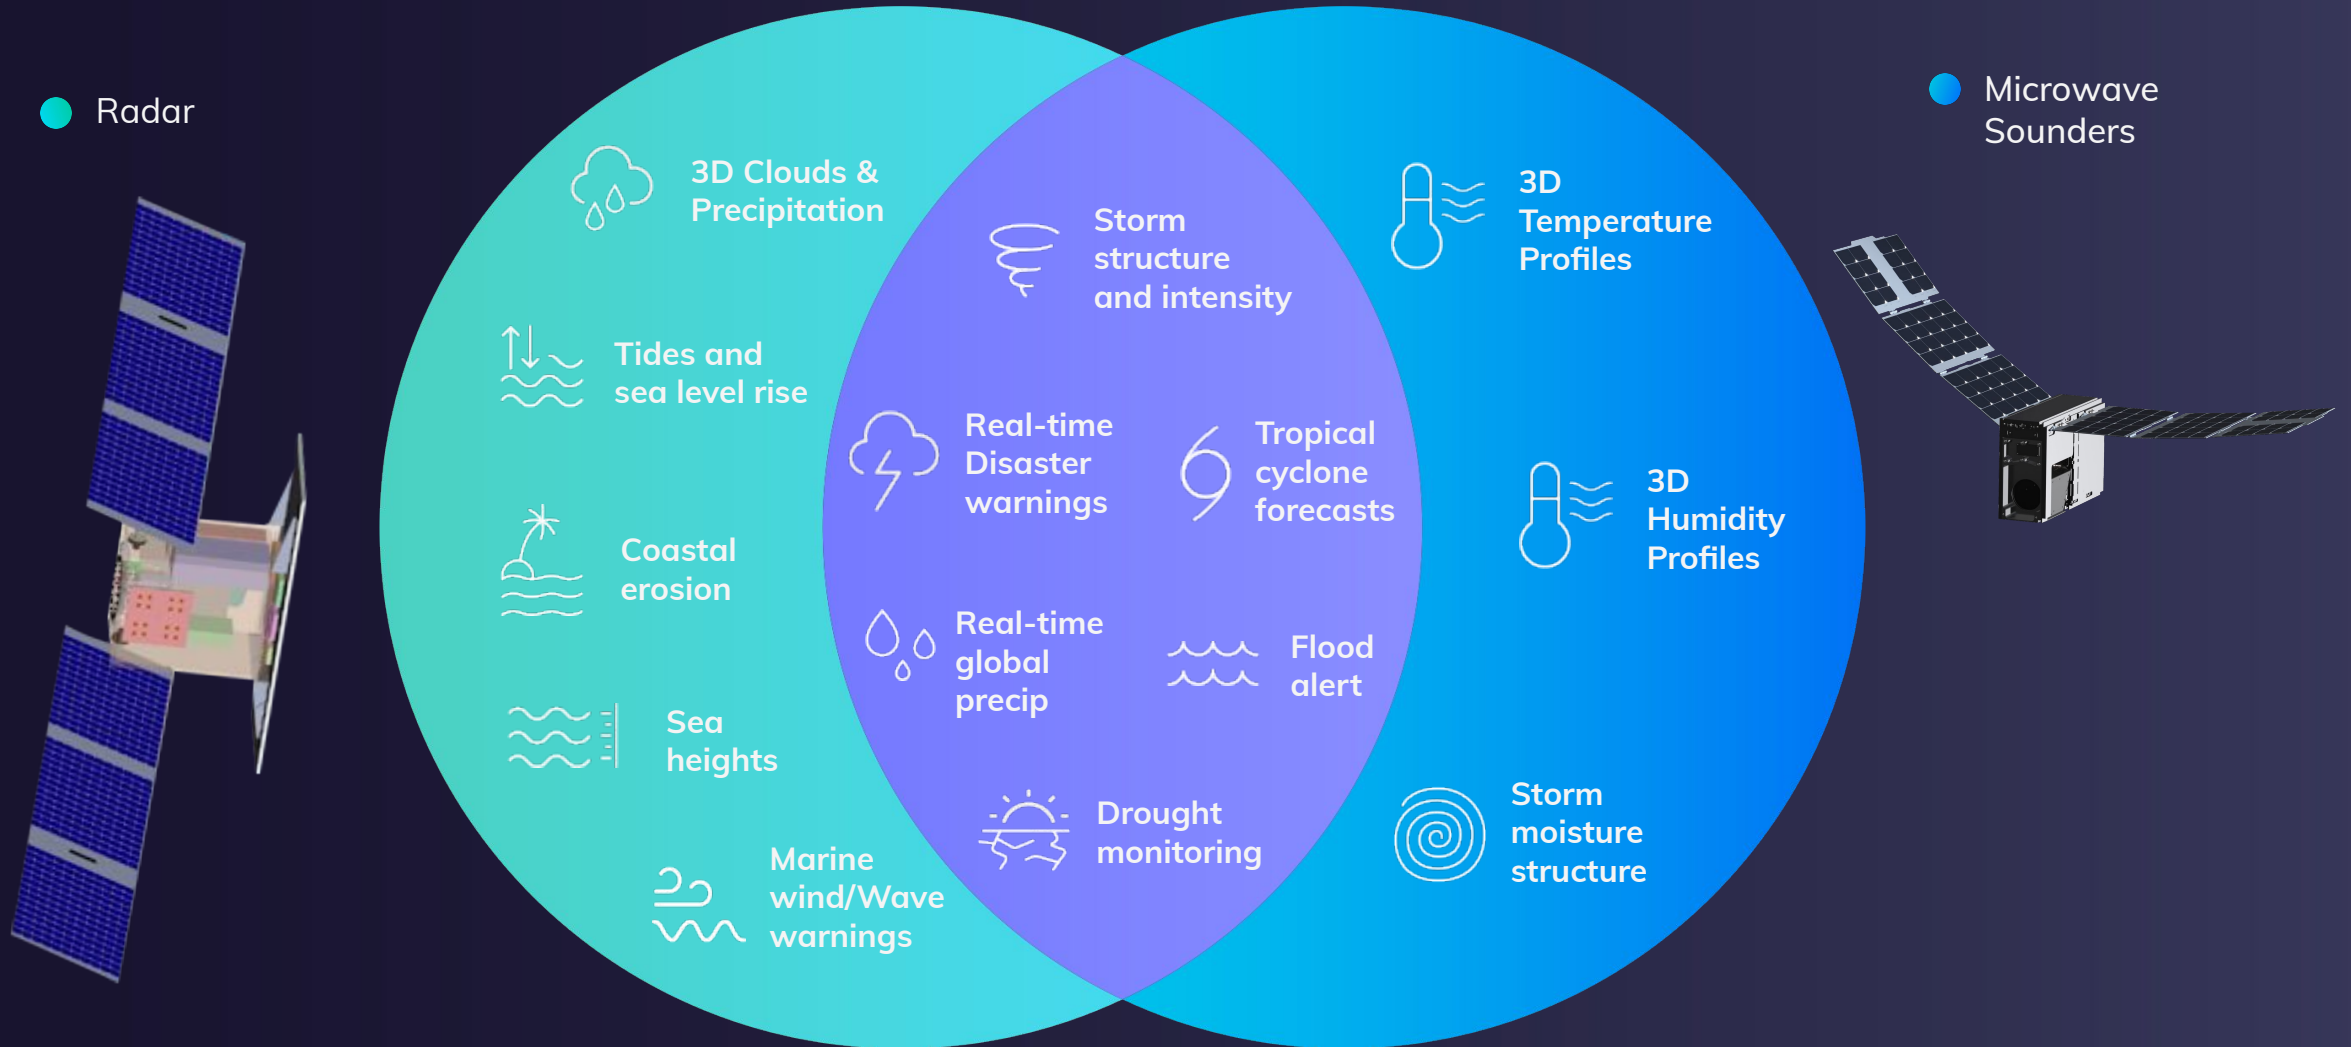 Radar
Microwave
Sounders
3D Clouds &
Precipitation
Tides and
sea level rise
Coastal
erosion
Sea
heights
Marine
wind/Wave
warnings
Storm
structure
and intensity
Real-time
Disaster
warnings
Tropical
cyclone
forecasts
Real-time
global
precip
Flood
alert
Drought
monitoring
3D
Temperature
Profiles
3D
Humidity
Profiles
Storm
moisture
structure